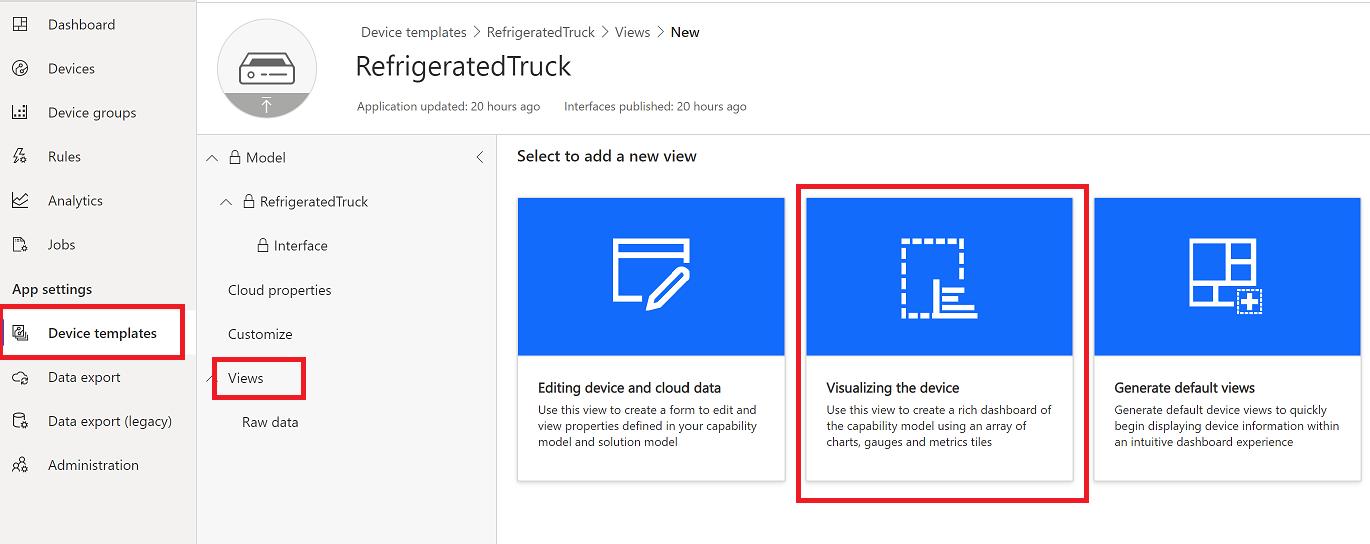 Dashboard
Devices
Device groups
Rules
Analytics
Jobs
App settings
Device templates
Data export
Data export (legacy)
Administration
Device templates > RefrigeratedTruck > Views > New
RefrigeratedTruck
Application updated: 20 hours ago Interfaces published: 20 hours ago
Model
RefrigeratedTruck
Interface
Cloud properties
Customize
Views
Raw data
Select to add a new view
Editing device and cloud data
Use this view to create a form to edit and
view properties defined in your capability
model and solution model
Visualizing the device
Use this view to create a rich dashboard of
the capability model using an array of
charts, gauges and metrics tiles
Generate default views
Generate default device views to quickly
begin displaying device information within
an intuitive dashboard experience